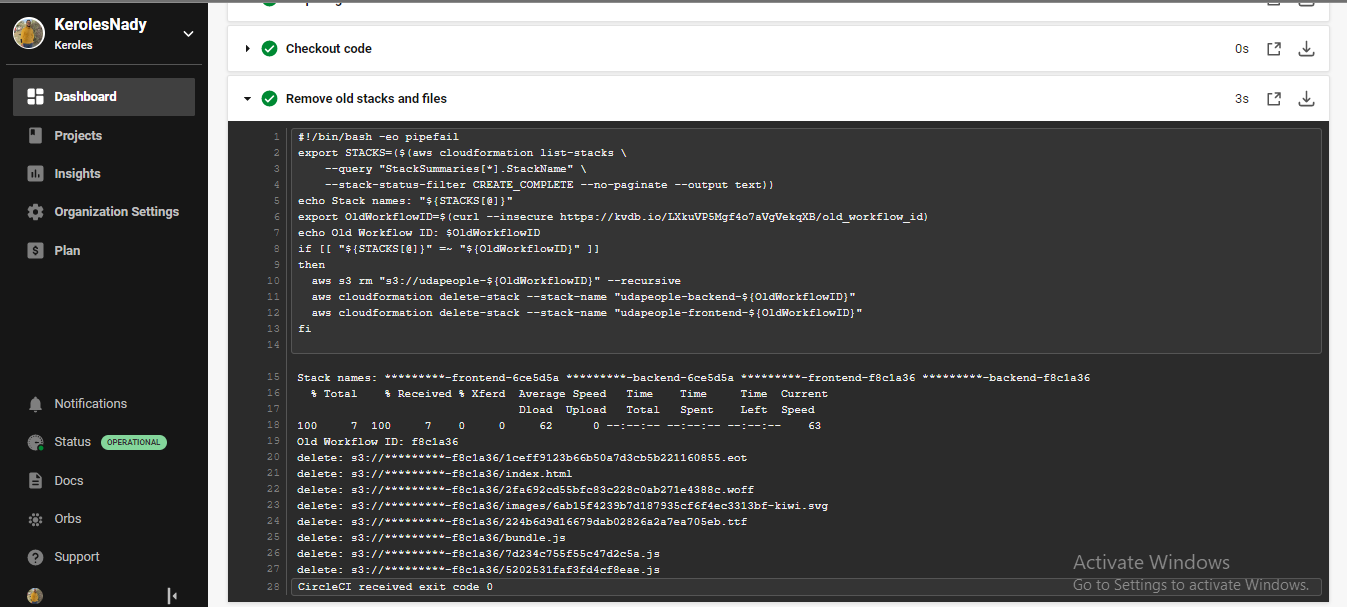 KerolesNady
Keroles
Dashboard
Projects
Insights
Organization Settings
Plan
Notifications
Status OPERATIONAL
Docs
Orbs
Support
Checkout code 0s
Remove old stacks and files 3s
1 #!/bin/bash -eo pipefail
2 export STACKS=($(aws cloudformation list-stacks \
3 --query "StackSummaries[*].StackName" \
4 --stack-status-filter CREATE_COMPLETE --no-paginate --output text))
5 echo Stack names: "${STACKS[@]}"
6 export OldWorkflowID=$(curl --insecure https://kvdb.io/LXkuVP5Mgf4o7aVgVekqXB/old_workflow_id)
7 echo Old Workflow ID: $OldWorkflowID
8 if [[ "${STACKS[@]}" =~ "${OldWorkflowID}" ]]
9 then
10 aws s3 rm "s3://udapeople-${OldWorkflowID}" --recursive
11 aws cloudformation delete-stack --stack-name "udapeople-backend-${OldWorkflowID}"
12 aws cloudformation delete-stack --stack-name "udapeople-frontend-${OldWorkflowID}"
13 fi
14
15 Stack names: *********-frontend-6ce5d5a *********-backend-6ce5d5a *********-frontend-f8c1a36 *********-backend-f8c1a36
16 % Total % Received % Xferd Average Speed Time Time Time Current
17 Dload Upload Total Spent Left Speed
18 100 7 100 7 0 0 62 0 --:--:-- --:--:-- --:--:-- 63
19 Old Workflow ID: f8c1a36
20 delete: s3://*********-f8c1a36/1ceff9123b66b50a7d3cb5b221160855.eot
21 delete: s3://*********-f8c1a36/index.html
22 delete: s3://*********-f8c1a36/2fa692cd55bfc83c228c0ab271e4388c.woff
23 delete: s3://*********-f8c1a36/images/6ab15f4239b7d187935cf6f4ec3313bf-kiwi.svg
24 delete: s3://*********-f8c1a36/224b6d9d16679dab02826a2a7ea705eb.ttf
25 delete: s3://*********-f8c1a36/bundle.js
26 delete: s3://*********-f8c1a36/7d234c755f55c47d2c5a.js
27 delete: s3://*********-f8c1a36/5202531faf3fd4cf8eae.js
28 CircleCI received exit code 0
Activate Windows
Go to Settings to activate Windows.